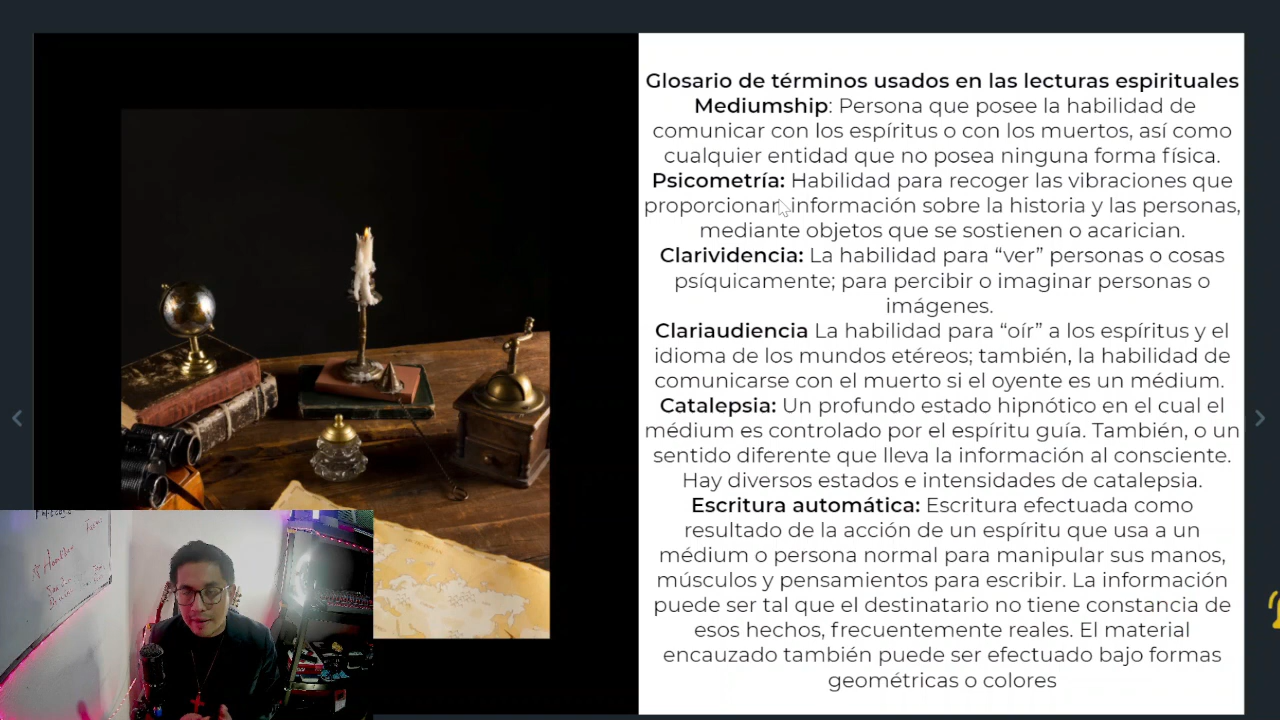 Glosario de términos usados en las lecturas espirituales
Mediumship: Persona que posee la habilidad de
comunicar con los espíritus o con los muertos, así como
cualquier entidad que no posea ninguna forma física.
Psicometría: Habilidad para recoger las vibraciones que
proporcionan información sobre la historia y las personas,
mediante objetos que se sostienen o acarician.
Clarividencia: La habilidad para “ver” personas o cosas
psíquicamente; para percibir o imaginar personas o
imágenes.
Clariaudiencia La habilidad para “oír” a los espíritus y el
idioma de los mundos etéreos; también, la habilidad de
comunicarse con el muerto si el oyente es un médium.
Catalepsia: Un profundo estado hipnótico en el cual el
médium es controlado por el espíritu guía. También, o un
sentido diferente que lleva la información al consciente.
Hay diversos estados e intensidades de catalepsia.
Escritura automática: Escritura efectuada como
resultado de la acción de un espíritu que usa a un
médium o persona normal para manipular sus manos,
músculos y pensamientos para escribir. La información
puede ser tal que el destinatario no tiene constancia de
esos hechos, frecuentemente reales. El material
encauzado también puede ser efectuado bajo formas
geométricas o colores